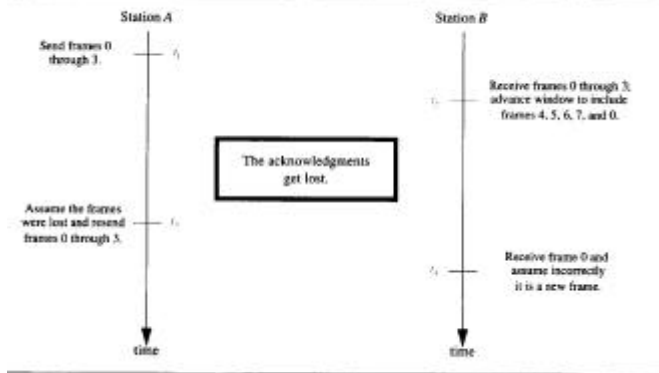 Station A
Station B
Send frames 0
through 3.
Receive frames 0 through 3;
advance window to include
frames 4, 5, 6, 7, and 0.
The acknowledgments
get lost.
Assume the frames
were lost and resend
frames 0 through 3.
Receive frame 0 and
assume incorrectly
it is a new frame.
time
time